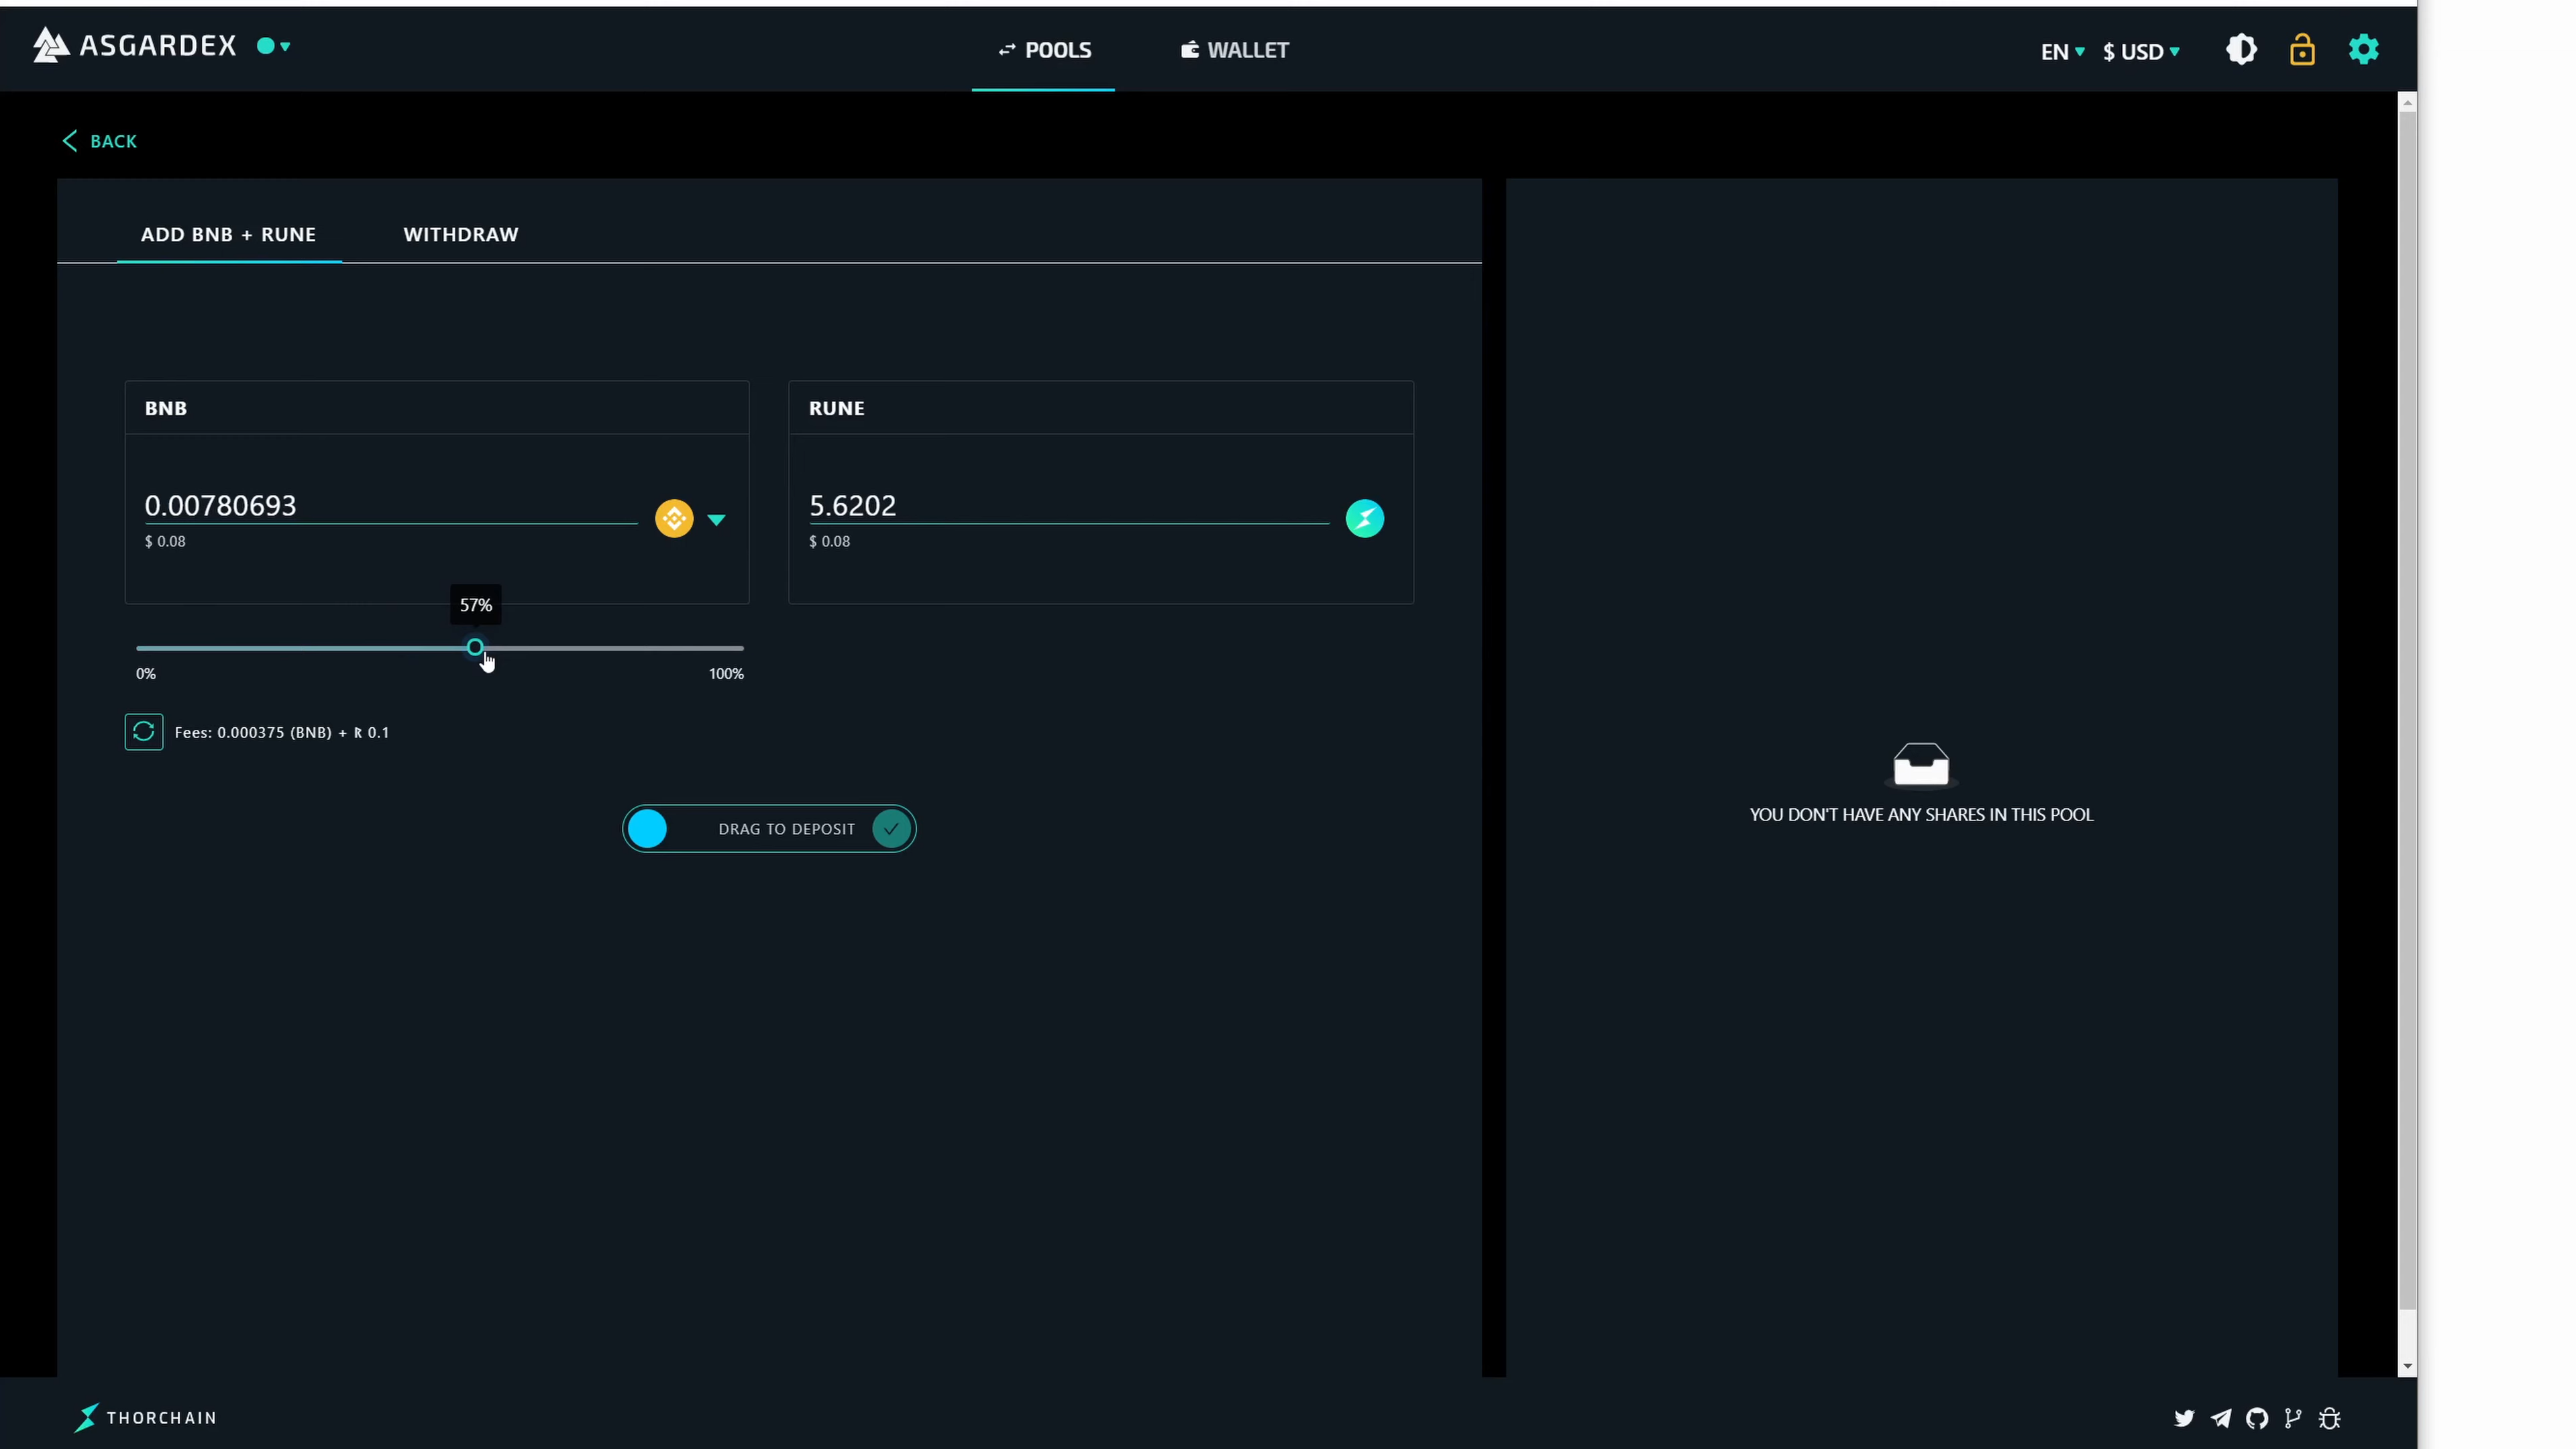 ASGARDEX
POOLS
WALLET
EN
$ USD
BACK
ADD BNB + RUNE
WITHDRAW
BNB
RUNE
0.00780693
5.6202
$ 0.08
$ 0.08
57%
0%
100%
Fees: 0.000375 (BNB) + ᚱ 0.1
DRAG TO DEPOSIT
YOU DON'T HAVE ANY SHARES IN THIS POOL
THORCHAIN